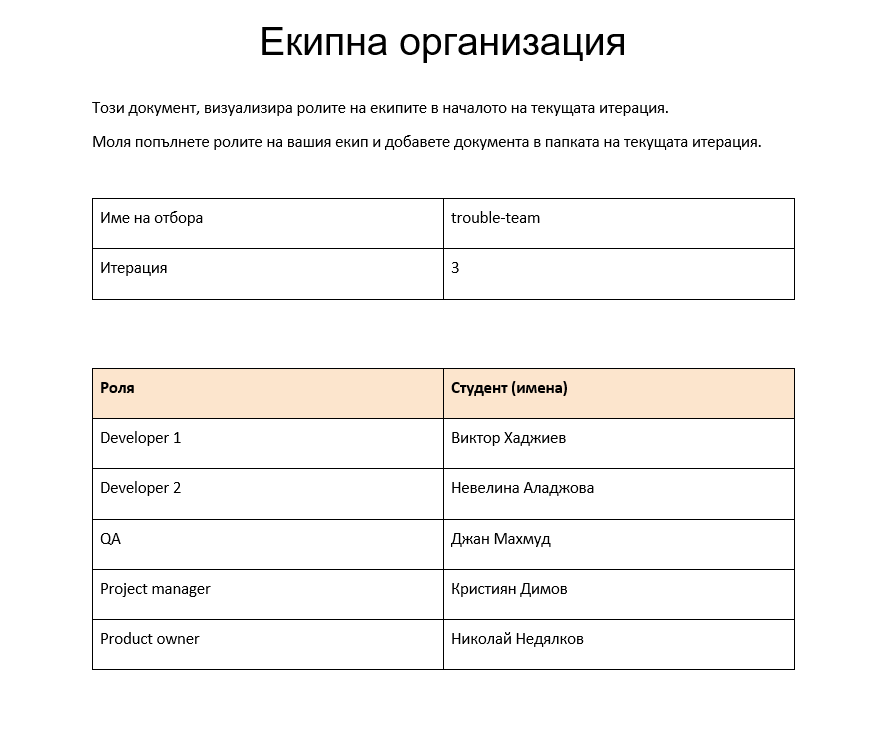 Екипна организация
Този документ, визуализира ролите на екипите в началото на текущата итерация.
Моля попълнете ролите на вашия екип и добавете документа в папката на текущата итерация.
Име на отбора trouble-team
Итерация 3
Роля Студент (имена)
Developer 1 Виктор Хаджиев
Developer 2 Невелина Аладжова
QA Джан Махмуд
Project manager Кристиян Димов
Product owner Николай Недялков